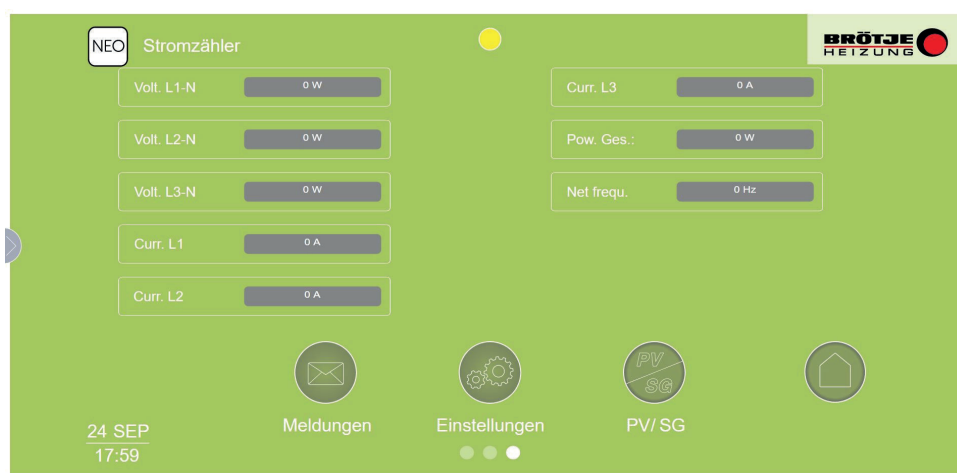 NEO Stromzähler
BRÖTJE
HEIZUNG
Volt. L1-N 0 W
Volt. L2-N 0 W
Volt. L3-N 0 W
Curr. L1 0 A
Curr. L2 0 A
Curr. L3 0 A
Pow. Ges.: 0 W
Net frequ. 0 Hz
PV
SG
Meldungen
Einstellungen
PV/ SG
24 SEP
17:59